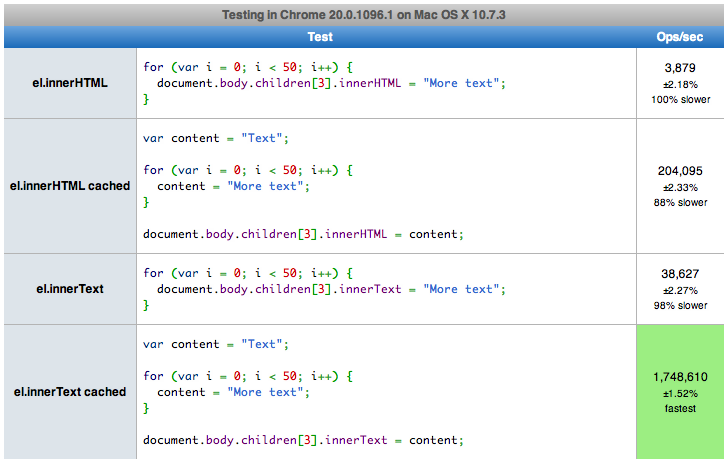 Testing in Chrome 20.0.1096.1 on Mac OS X 10.7.3
Test Ops/sec
el.innerHTML
for (var i = 0; i < 50; i++) {
  document.body.children[3].innerHTML = "More text";
}
3,879
±2.18%
100% slower
el.innerHTML cached
var content = "Text";
for (var i = 0; i < 50; i++) {
  content = "More text";
}
document.body.children[3].innerHTML = content;
204,095
±2.33%
88% slower
el.innerText
for (var i = 0; i < 50; i++) {
  document.body.children[3].innerText = "More text";
}
38,627
±2.27%
98% slower
el.innerText cached
var content = "Text";
for (var i = 0; i < 50; i++) {
  content = "More text";
}
document.body.children[3].innerText = content;
1,748,610
±1.52%
fastest